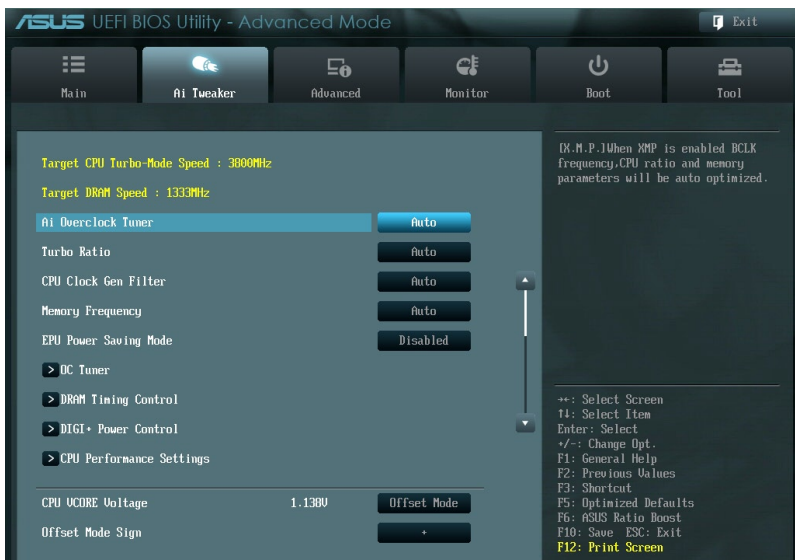 ASUS UEFI BIOS Utility - Advanced Mode
Exit
Main
Ai Tweaker
Advanced
Monitor
Boot
Tool
Target CPU Turbo-Mode Speed : 3800MHz
Target DRAM Speed : 1333MHz
Ai Overclock Tuner Auto
Turbo Ratio Auto
CPU Clock Gen Filter Auto
Memory Frequency Auto
EPU Power Saving Mode Disabled
> OC Tuner
> DRAM Timing Control
> DIGI+ Power Control
> CPU Performance Settings
CPU VCORE Voltage 1.138V Offset Mode
Offset Mode Sign +
[X.M.P.]When XMP is enabled BCLK
frequency,CPU ratio and memory
parameters will be auto optimized.
→←: Select Screen
↑↓: Select Item
Enter: Select
+/-: Change Opt.
F1: General Help
F2: Previous Values
F3: Shortcut
F5: Optimized Defaults
F6: ASUS Ratio Boost
F10: Save ESC: Exit
F12: Print Screen